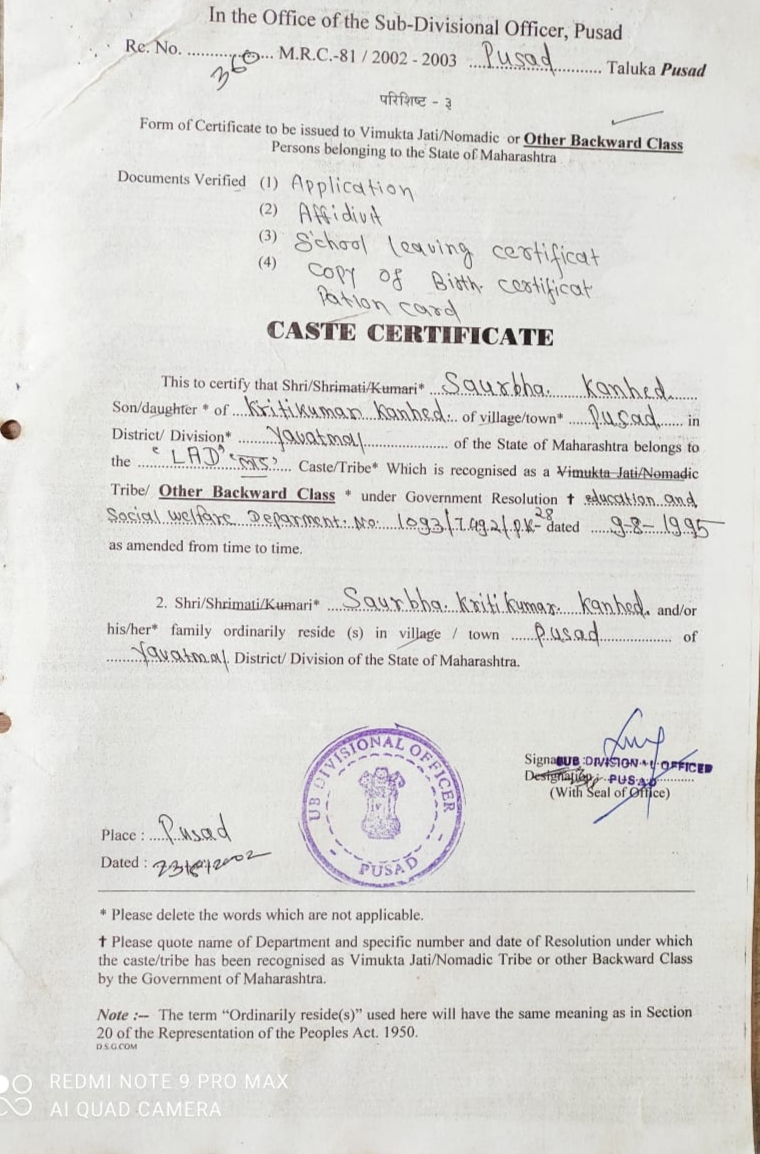 In the Office of the Sub-Divisional Officer, Pusad
Rc. No. ............360... M.R.C.-81 / 2002 - 2003 ....Pusad............ Taluka Pusad
परिशिष्ट - ३
Form of Certificate to be issued to Vimukta Jati/Nomadic or Other Backward Class
Persons belonging to the State of Maharashtra
Documents Verified (1) Application
(2) Affidivit
(3) School leaving certificat
(4) Copy of Birth certificat
Pation card
CASTE CERTIFICATE
This to certify that Shri/Shrimati/Kumari* ....Saurbha. Kanhed......
Son/daughter * of ...Kritikumar Kanhed... of village/town* .....Pusad...... in
District/ Division* ........Yavatmal................ of the State of Maharashtra belongs to
the ......"LAD" ......... Caste/Tribe* Which is recognised as a Vimukta Jati/Nomadic
Tribe/ Other Backward Class * under Government Resolution † education and
Social welfare Deparment. No. 1093/7492/P.K-28 dated .....9-8-1995
as amended from time to time.
2. Shri/Shrimati/Kumari* ...Saurbha. Kritikumar. Kanhed. and/or
his/her* family ordinarily reside (s) in village / town .....Pusad............... of
........Yavatmal District/ Division of the State of Maharashtra.
UB DIVISIONAL OFFICER
PUSAD
Signa SUB DIVISIONAL OFFICER
Designation PUSAD
(With Seal of Office)
Place : ....Pusad
Dated :
* Please delete the words which are not applicable.
† Please quote name of Department and specific number and date of Resolution under which
the caste/tribe has been recognised as Vimukta Jati/Nomadic Tribe or other Backward Class
by the Government of Maharashtra.
Note :-- The term “Ordinarily reside(s)” used here will have the same meaning as in Section
20 of the Representation of the Peoples Act. 1950.
D.S.G.COM
REDMI NOTE 9 PRO MAX
AI QUAD CAMERA